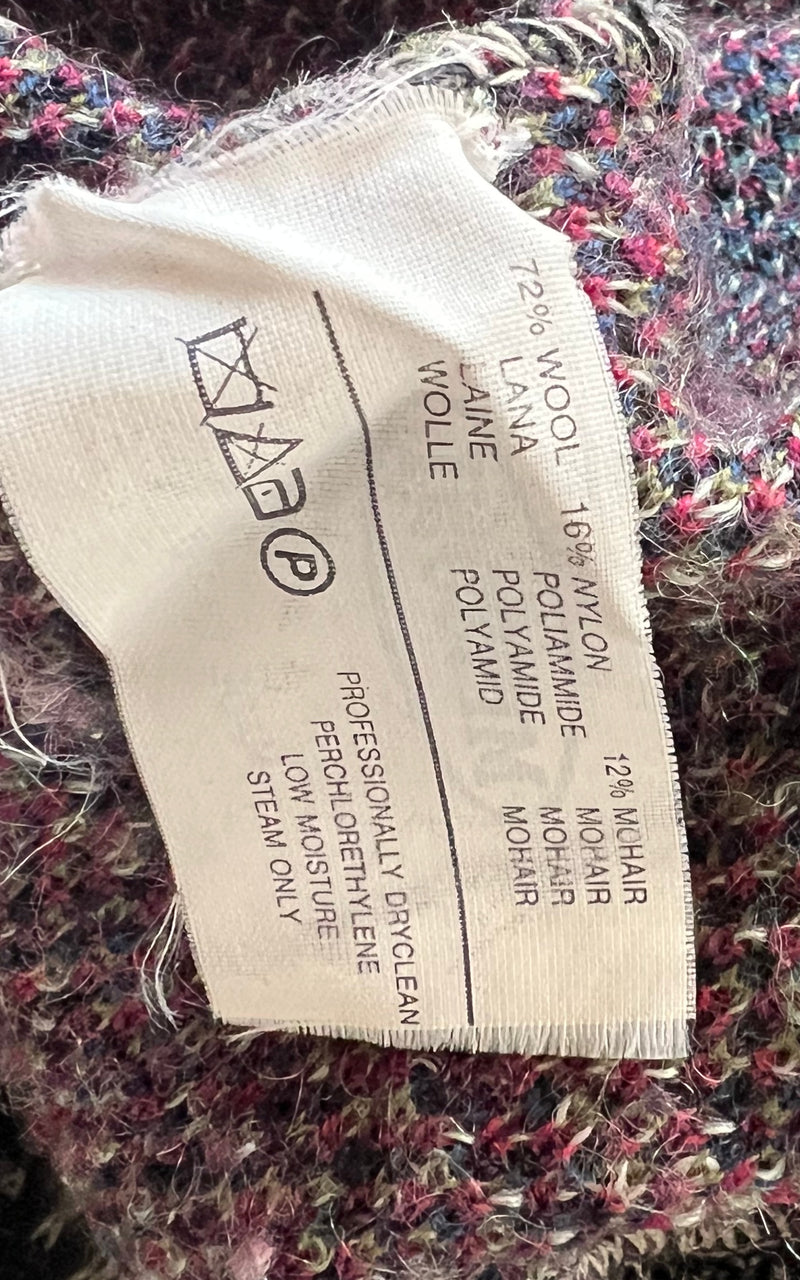 72% WOOL
LANA
LAINE
WOLLE
16% NYLON
POLIAMMIDE
POLYAMIDE
POLYAMID
12% MOHAIR
MOHAIR
MOHAIR
MOHAIR
P
PROFESSIONALLY DRYCLEAN
PERCHLORETHYLENE
LOW MOISTURE
STEAM ONLY